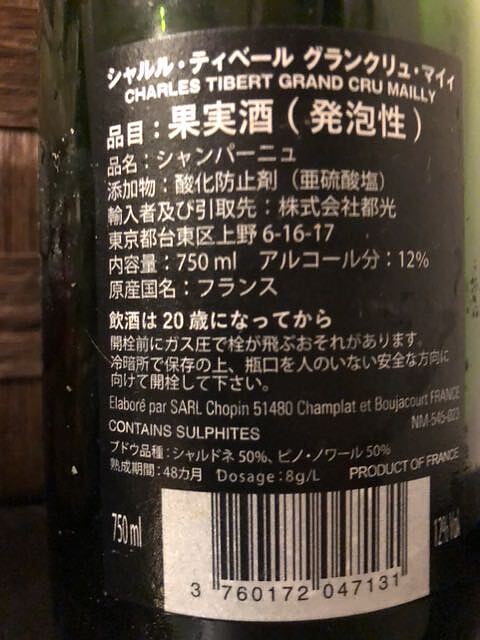 シャルル・ティベール グランクリュ・マイィ
CHARLES TIBERT GRAND CRU MAILLY
品目：果実酒（発泡性）
品名：シャンパーニュ
添加物：酸化防止剤（亜硫酸塩）
輸入者及び引取先：株式会社都光
東京都台東区上野 6-16-17
内容量：750 ml　アルコール分：12%
原産国名：フランス
飲酒は 20 歳になってから
開栓前にガス圧で栓が飛ぶおそれがあります。
冷暗所で保存の上、瓶口を人のいない安全な方向に
向けて開栓して下さい。
Elaboré par SARL Chopin 51480 Champlat et Boujacourt FRANCE
NM-545-023
CONTAINS SULPHITES
ブドウ品種：シャルドネ 50%、ピノ・ノワール 50%
熟成期間：48カ月　Dosage：8g/L
PRODUCT OF FRANCE
750 ml
12% Vol
3 760172 047131